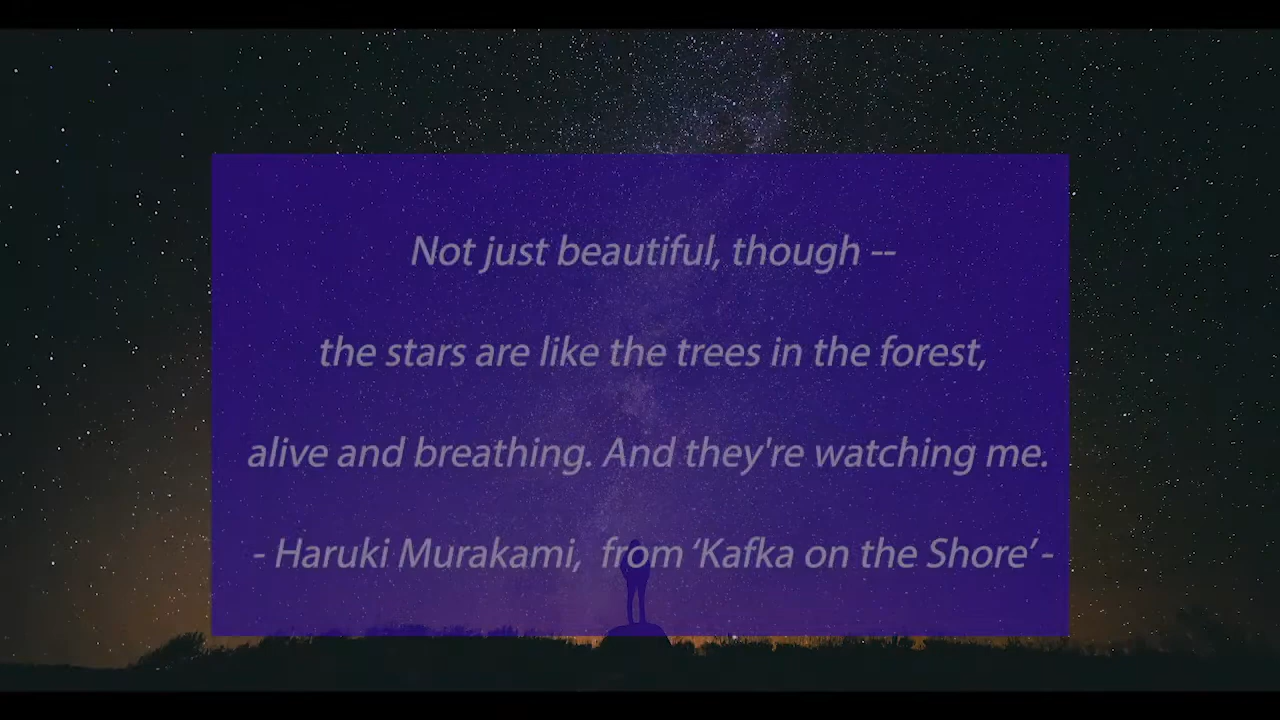 Not just beautiful, though --
the stars are like the trees in the forest,
alive and breathing. And they're watching me.
- Haruki Murakami,  from ‘Kafka on the Shore’ -